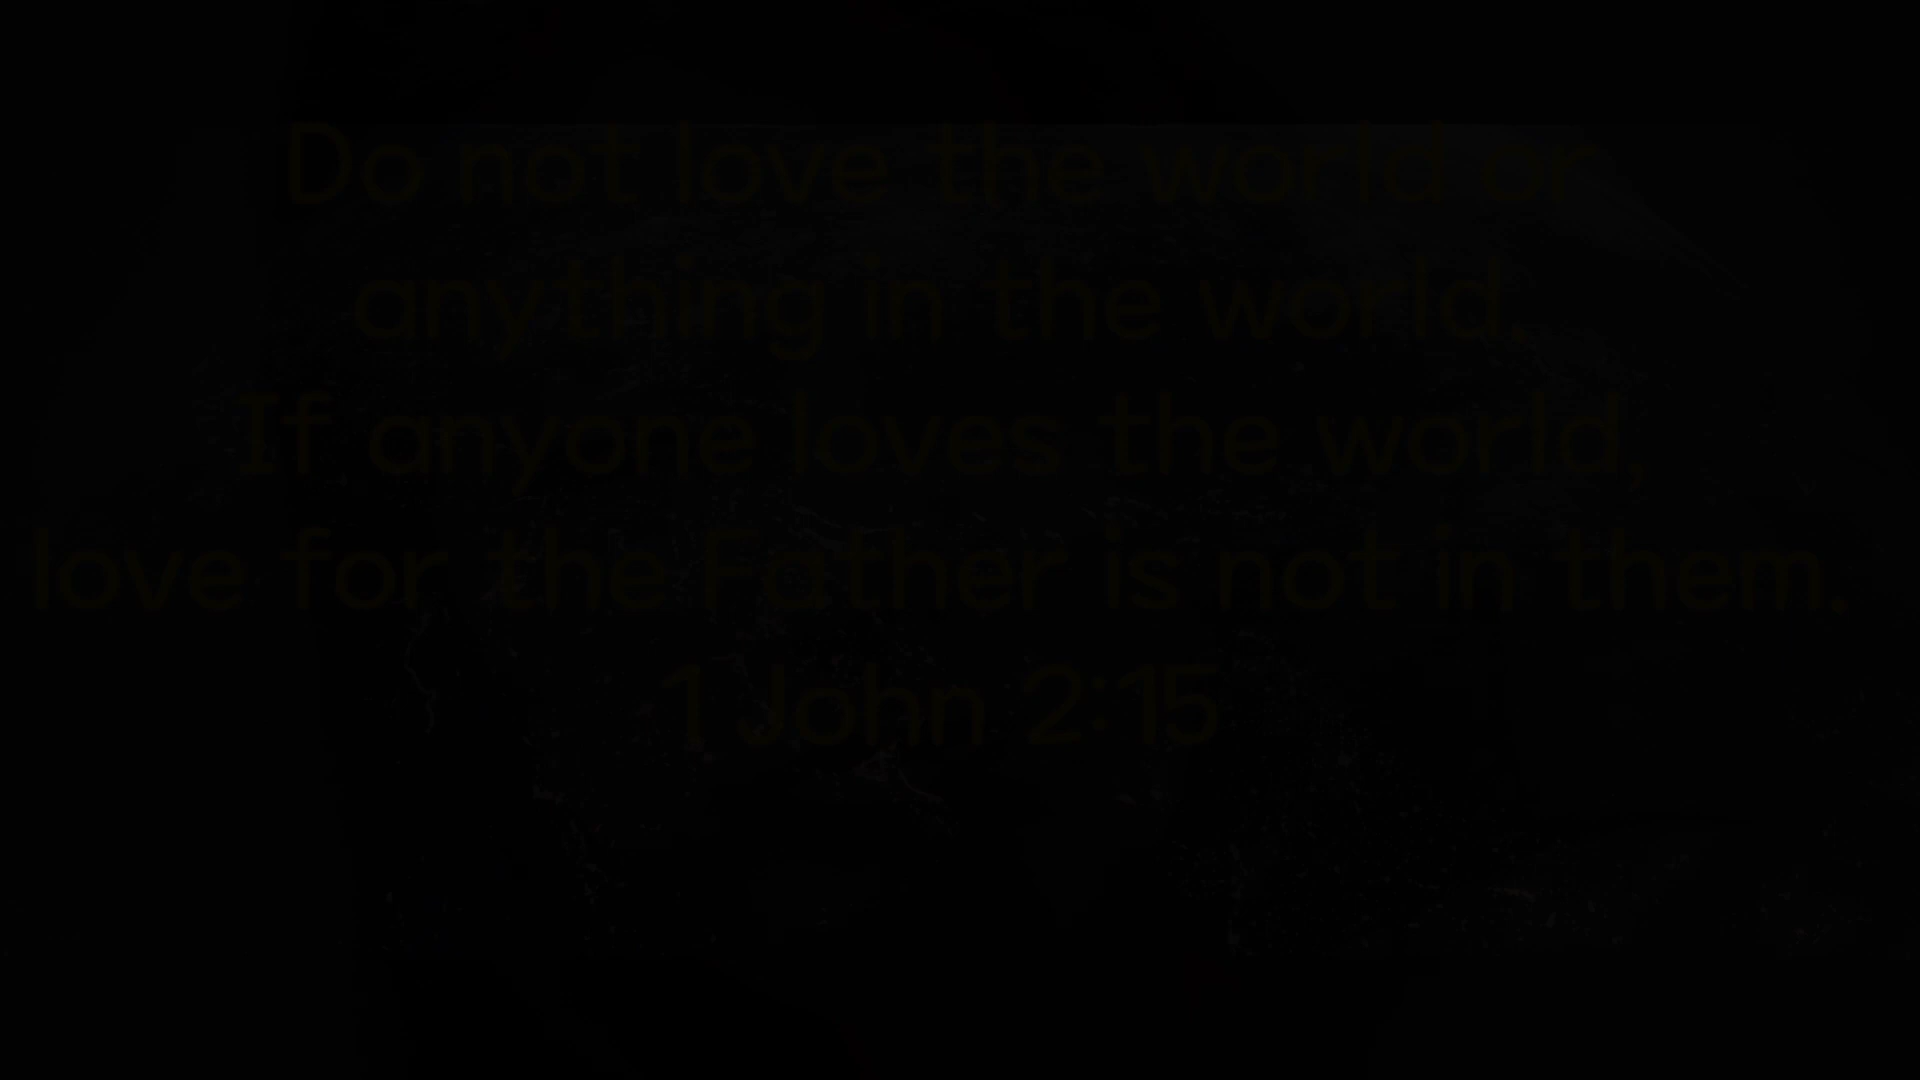 Do not love the world or
anything in the world
If anyone loves the world,
love for the Father is not in them.
1 John 2:15